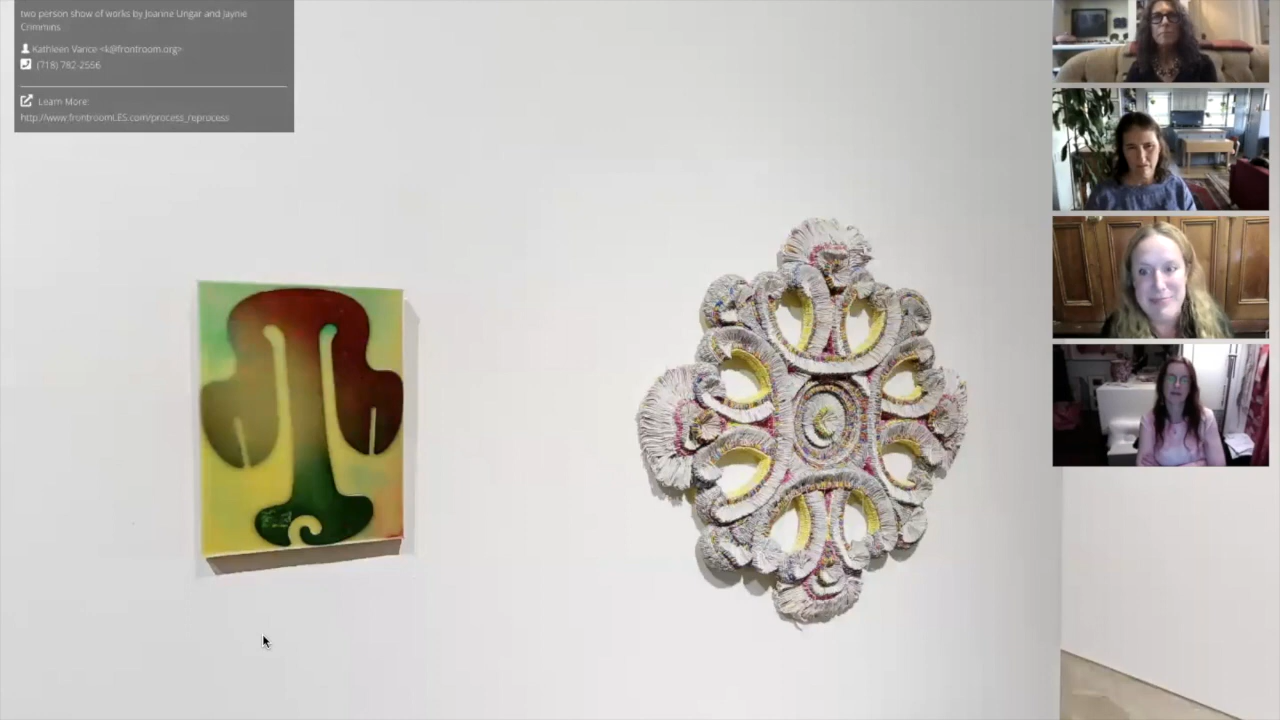 two person show of works by Joanne Ungar and Jaynie
Crimmins
Kathleen Vance <k@frontroom.org>
(718) 782-2556
Learn More:
http://www.frontroomLES.com/process_reprocess